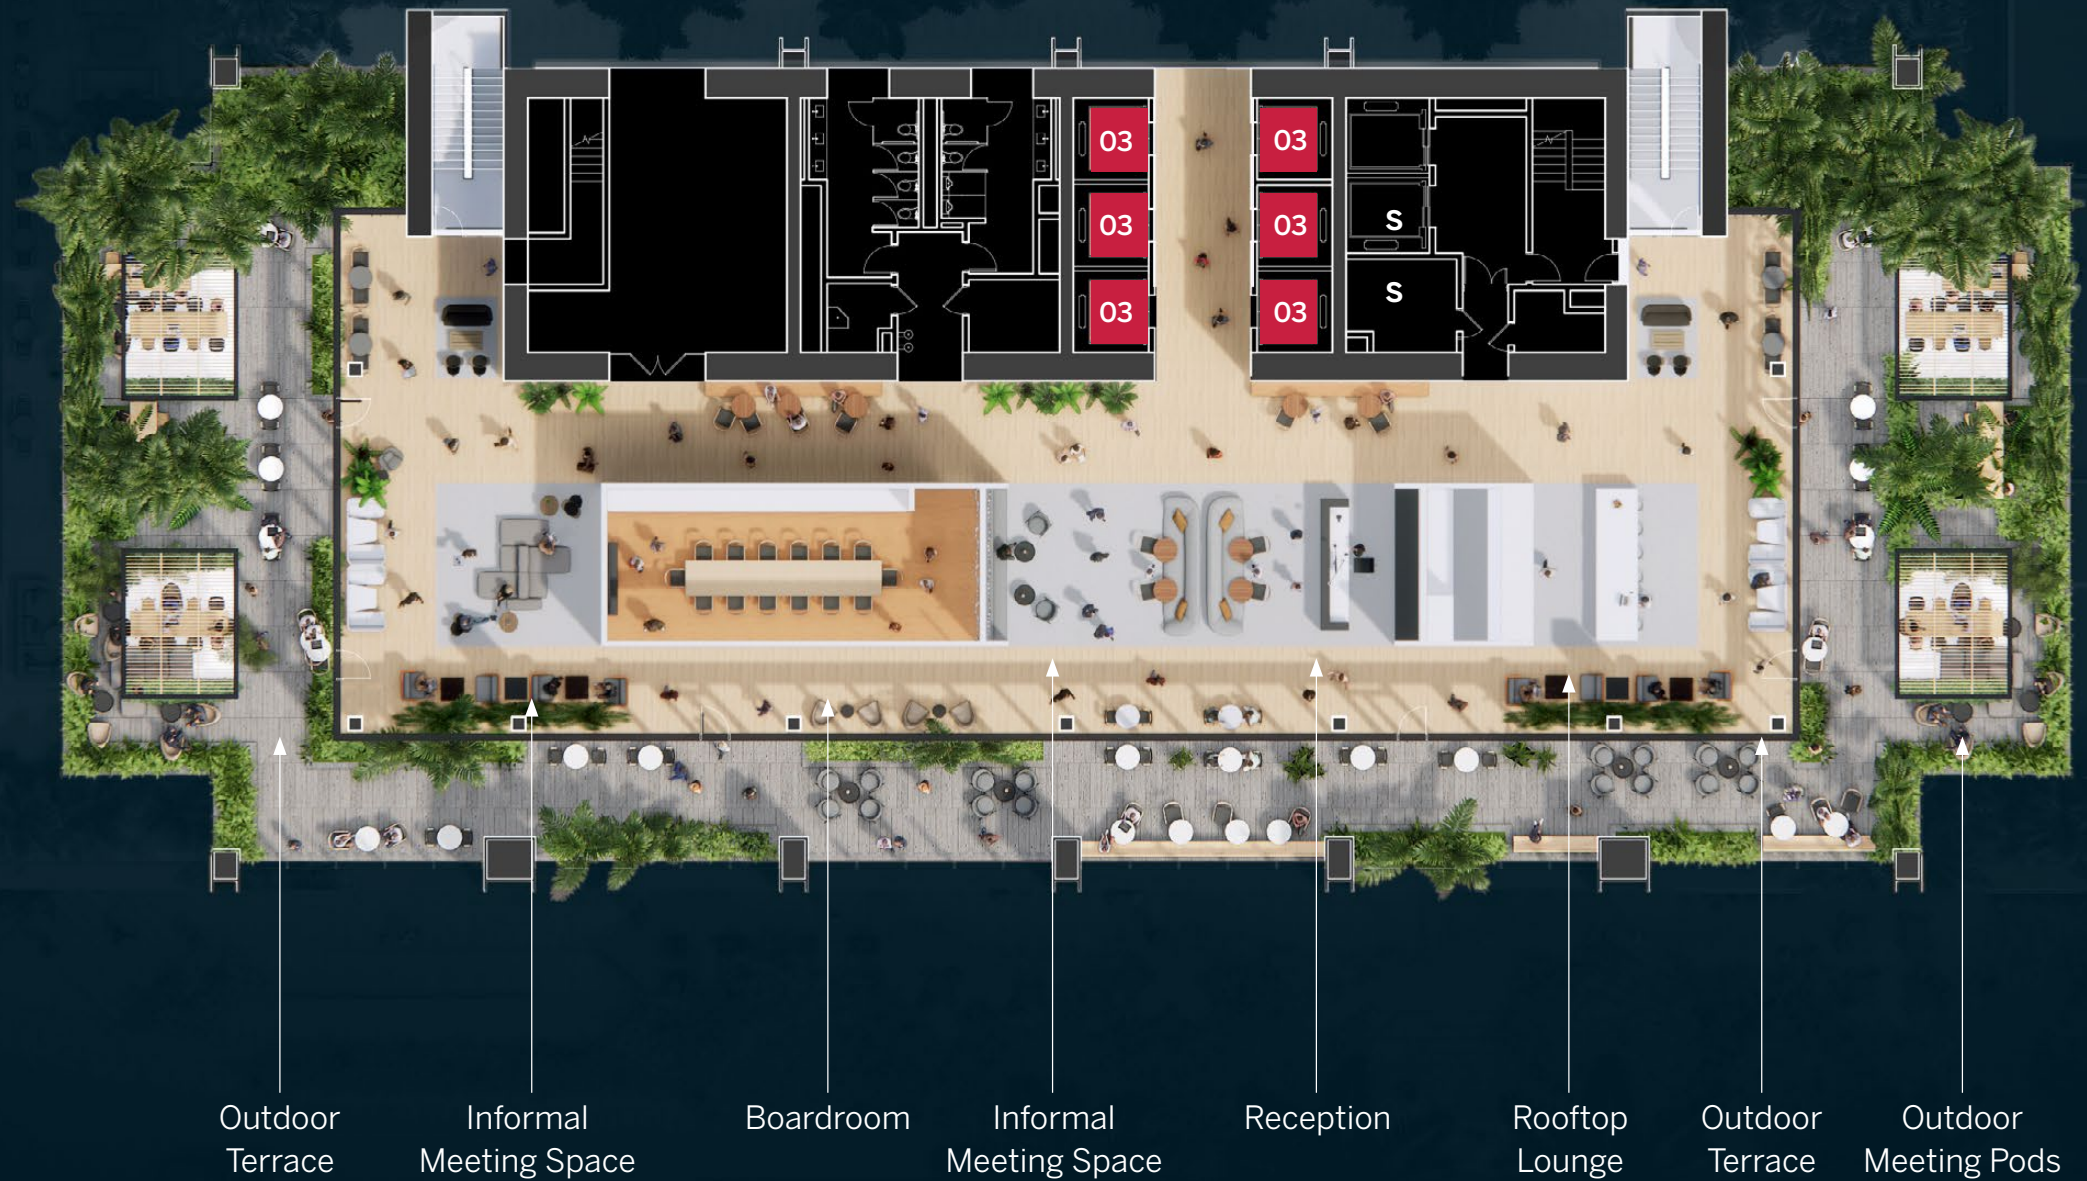 03
03
03
03
S
03
03
S
Outdoor
Terrace
Informal
Meeting Space
Boardroom
Informal
Meeting Space
Reception
Rooftop
Lounge
Outdoor
Terrace
Outdoor
Meeting Pods